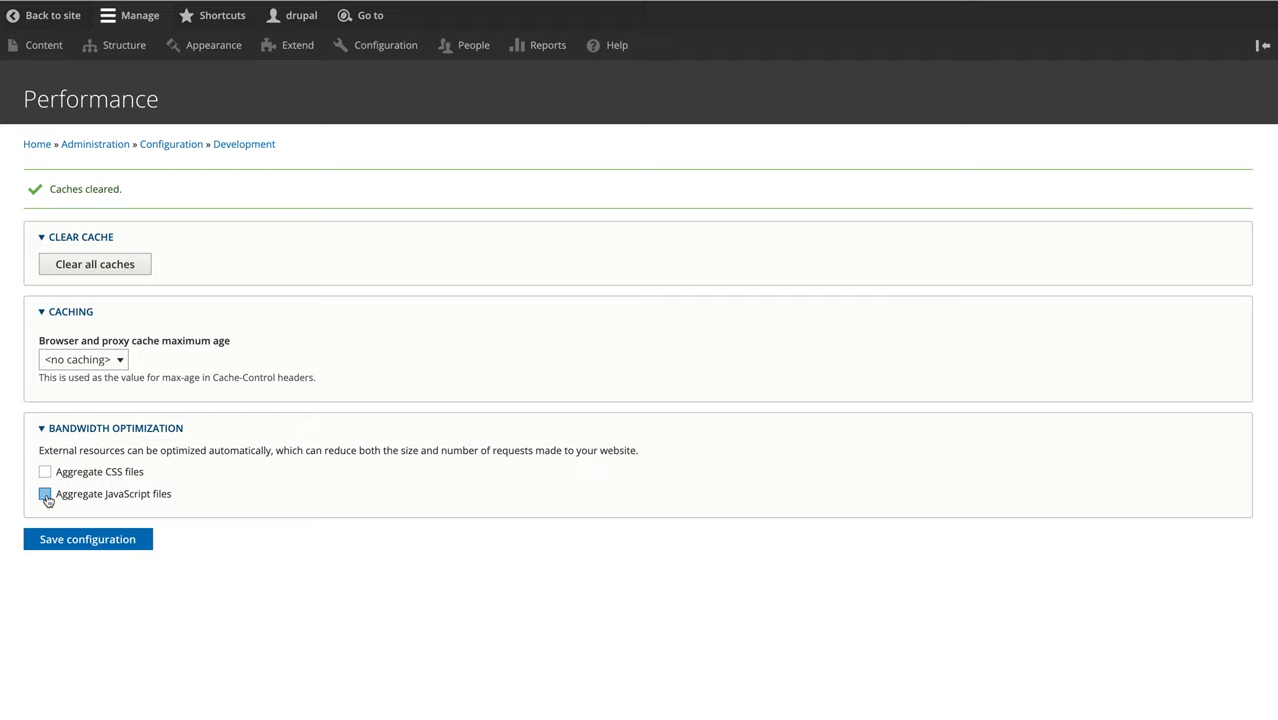 Back to site Manage Shortcuts drupal Go to
Content Structure Appearance Extend Configuration People Reports Help
Performance
Home » Administration » Configuration » Development
Caches cleared.
CLEAR CACHE
Clear all caches
CACHING
Browser and proxy cache maximum age
<no caching>
This is used as the value for max-age in Cache-Control headers.
BANDWIDTH OPTIMIZATION
External resources can be optimized automatically, which can reduce both the size and number of requests made to your website.
Aggregate CSS files
Aggregate JavaScript files
Save configuration